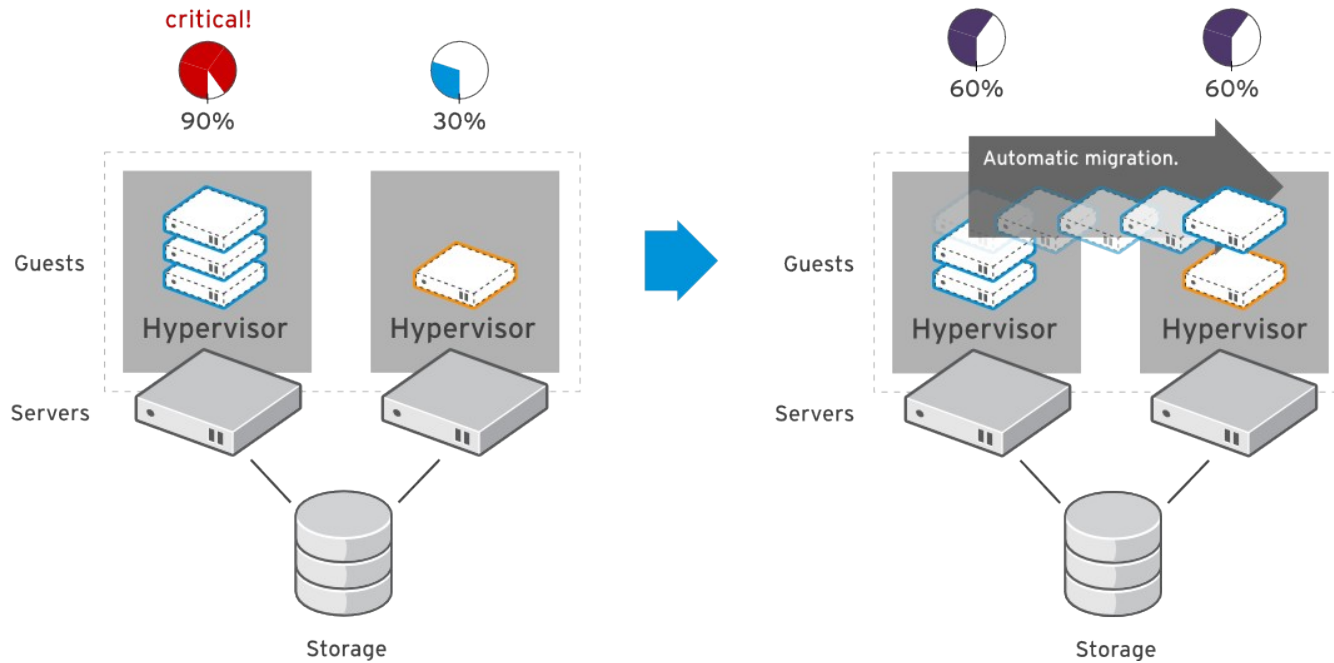 critical!
90%
30%
Guests
Hypervisor
Hypervisor
Servers
Storage
60%
60%
Automatic migration.
Guests
Hypervisor
Hypervisor
Servers
Storage